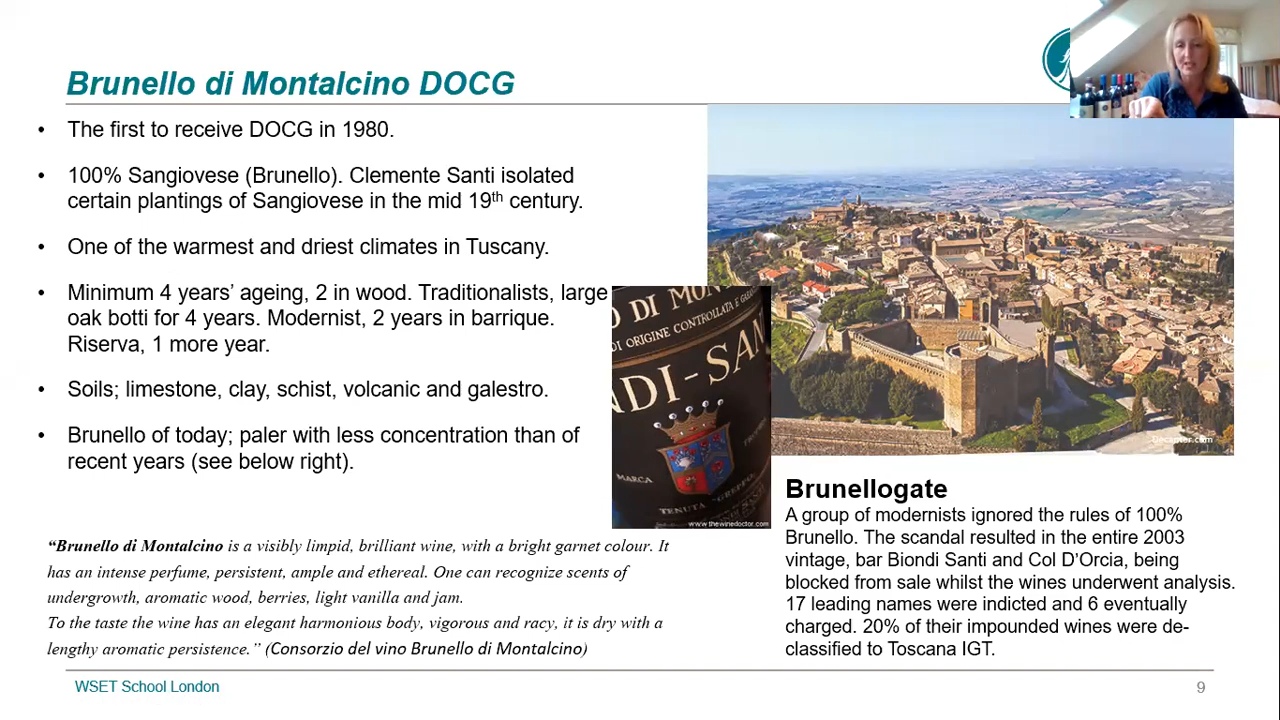 Brunello di Montalcino DOCG
• The first to receive DOCG in 1980.
• 100% Sangiovese (Brunello). Clemente Santi isolated
certain plantings of Sangiovese in the mid 19th century.
• One of the warmest and driest climates in Tuscany.
• Minimum 4 years’ ageing, 2 in wood. Traditionalists, large
oak botti for 4 years. Modernist, 2 years in barrique.
Riserva, 1 more year.
• Soils; limestone, clay, schist, volcanic and galestro.
• Brunello of today; paler with less concentration than of
recent years (see below right).
“Brunello di Montalcino is a visibly limpid, brilliant wine, with a bright garnet colour. It
has an intense perfume, persistent, ample and ethereal. One can recognize scents of
undergrowth, aromatic wood, berries, light vanilla and jam.
To the taste the wine has an elegant harmonious body, vigorous and racy, it is dry with a
lengthy aromatic persistence.” (Consorzio del vino Brunello di Montalcino)
O DI MON
DI ORIGINE CONTROLLATA E GARA
NDI-SAN
MARCA
TENUTA "GREPPO
www.thewinedoctor.com
Decanter.com
Brunellogate
A group of modernists ignored the rules of 100%
Brunello. The scandal resulted in the entire 2003
vintage, bar Biondi Santi and Col D’Orcia, being
blocked from sale whilst the wines underwent analysis.
17 leading names were indicted and 6 eventually
charged. 20% of their impounded wines were de-
classified to Toscana IGT.
WSET School London
9